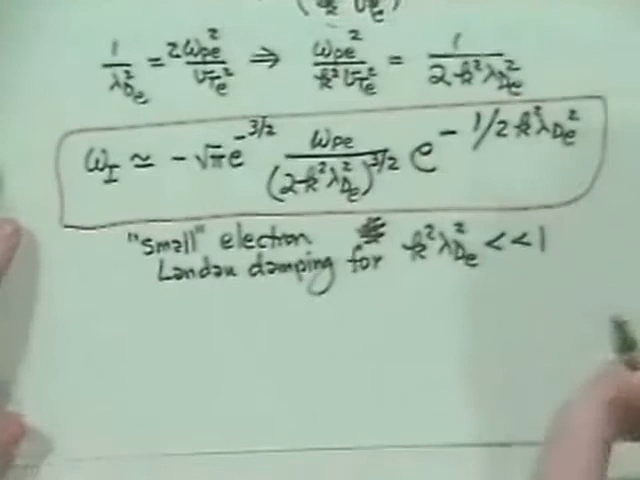 1/λ_De² = 2ω_pe²/v_Te² ⇒ ω_pe²/k²v_Te² = 1/2k²λ_De²
ω_I ≃ -√π e^(-3/2) ω_pe/(2k²λ_De²)^(3/2) e^(-1/2k²λ_De²)
"small" electron
Landau damping for k²λ_De² << 1